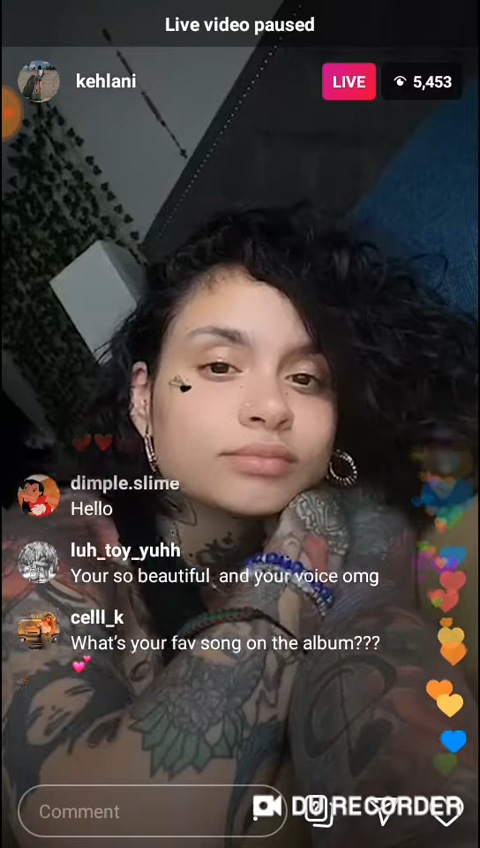 Live video paused
kehlani
LIVE
5,453
dimple.slime
Hello
luh_toy_yuhh
Your so beautiful and your voice omg
celll_k
What's your fav song on the album???
💕
Comment
DU RECORDER